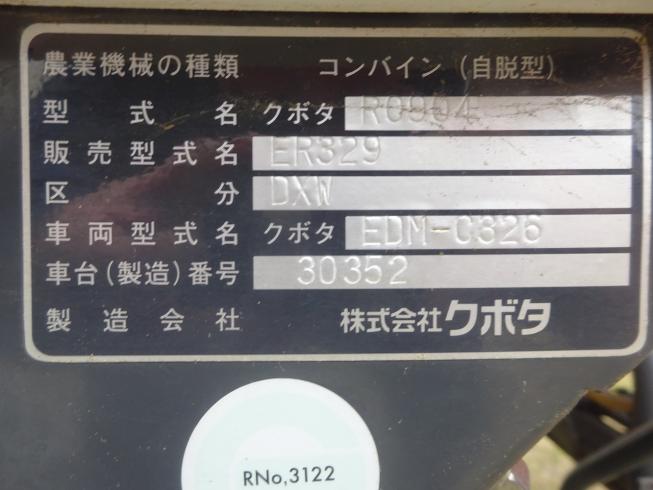 農業機械の種類 コンバイン（自脱型）
型式名 クボタ R0904
販売型式名 ER329
区分 DXW
車両型式名 クボタ EDM-C326
車台（製造）番号 30352
製造会社 株式会社クボタ
RNo,3122